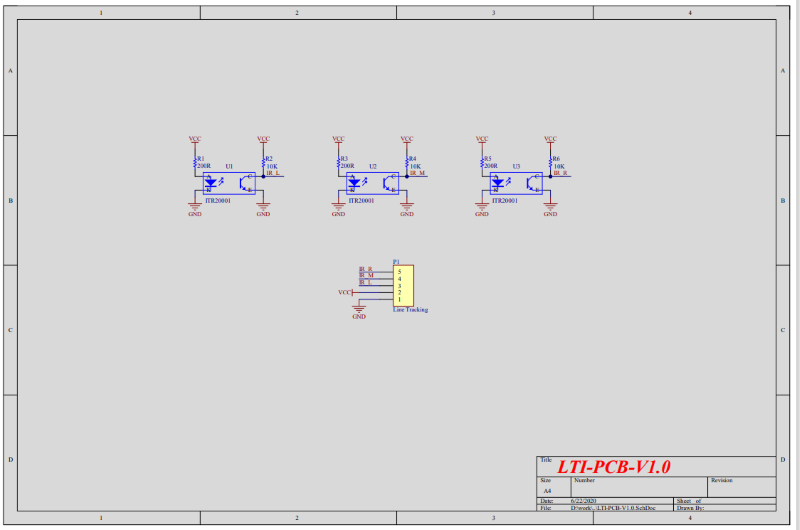 1 2 3 4
A A
VCC VCC VCC VCC VCC VCC
R1 R2 R3 R4 R5 R6
200R U1 10K 200R U2 10K 200R U3 10K
IR_L IR_M IR_R
C C C
B B
K E K E K E
ITR20001 ITR20001 ITR20001
GND GND GND GND GND GND
P1
IR_R 5
IR_M 4
IR_L 3
VCC 2
1
Line Tracking
GND
C C
D D
Title
LTI-PCB-V1.0
Size Number Revision
A4
Date: 6/22/2020 Sheet of
File: D:\work\..\LTI-PCB-V1.0.SchDoc Drawn By:
1 2 3 4